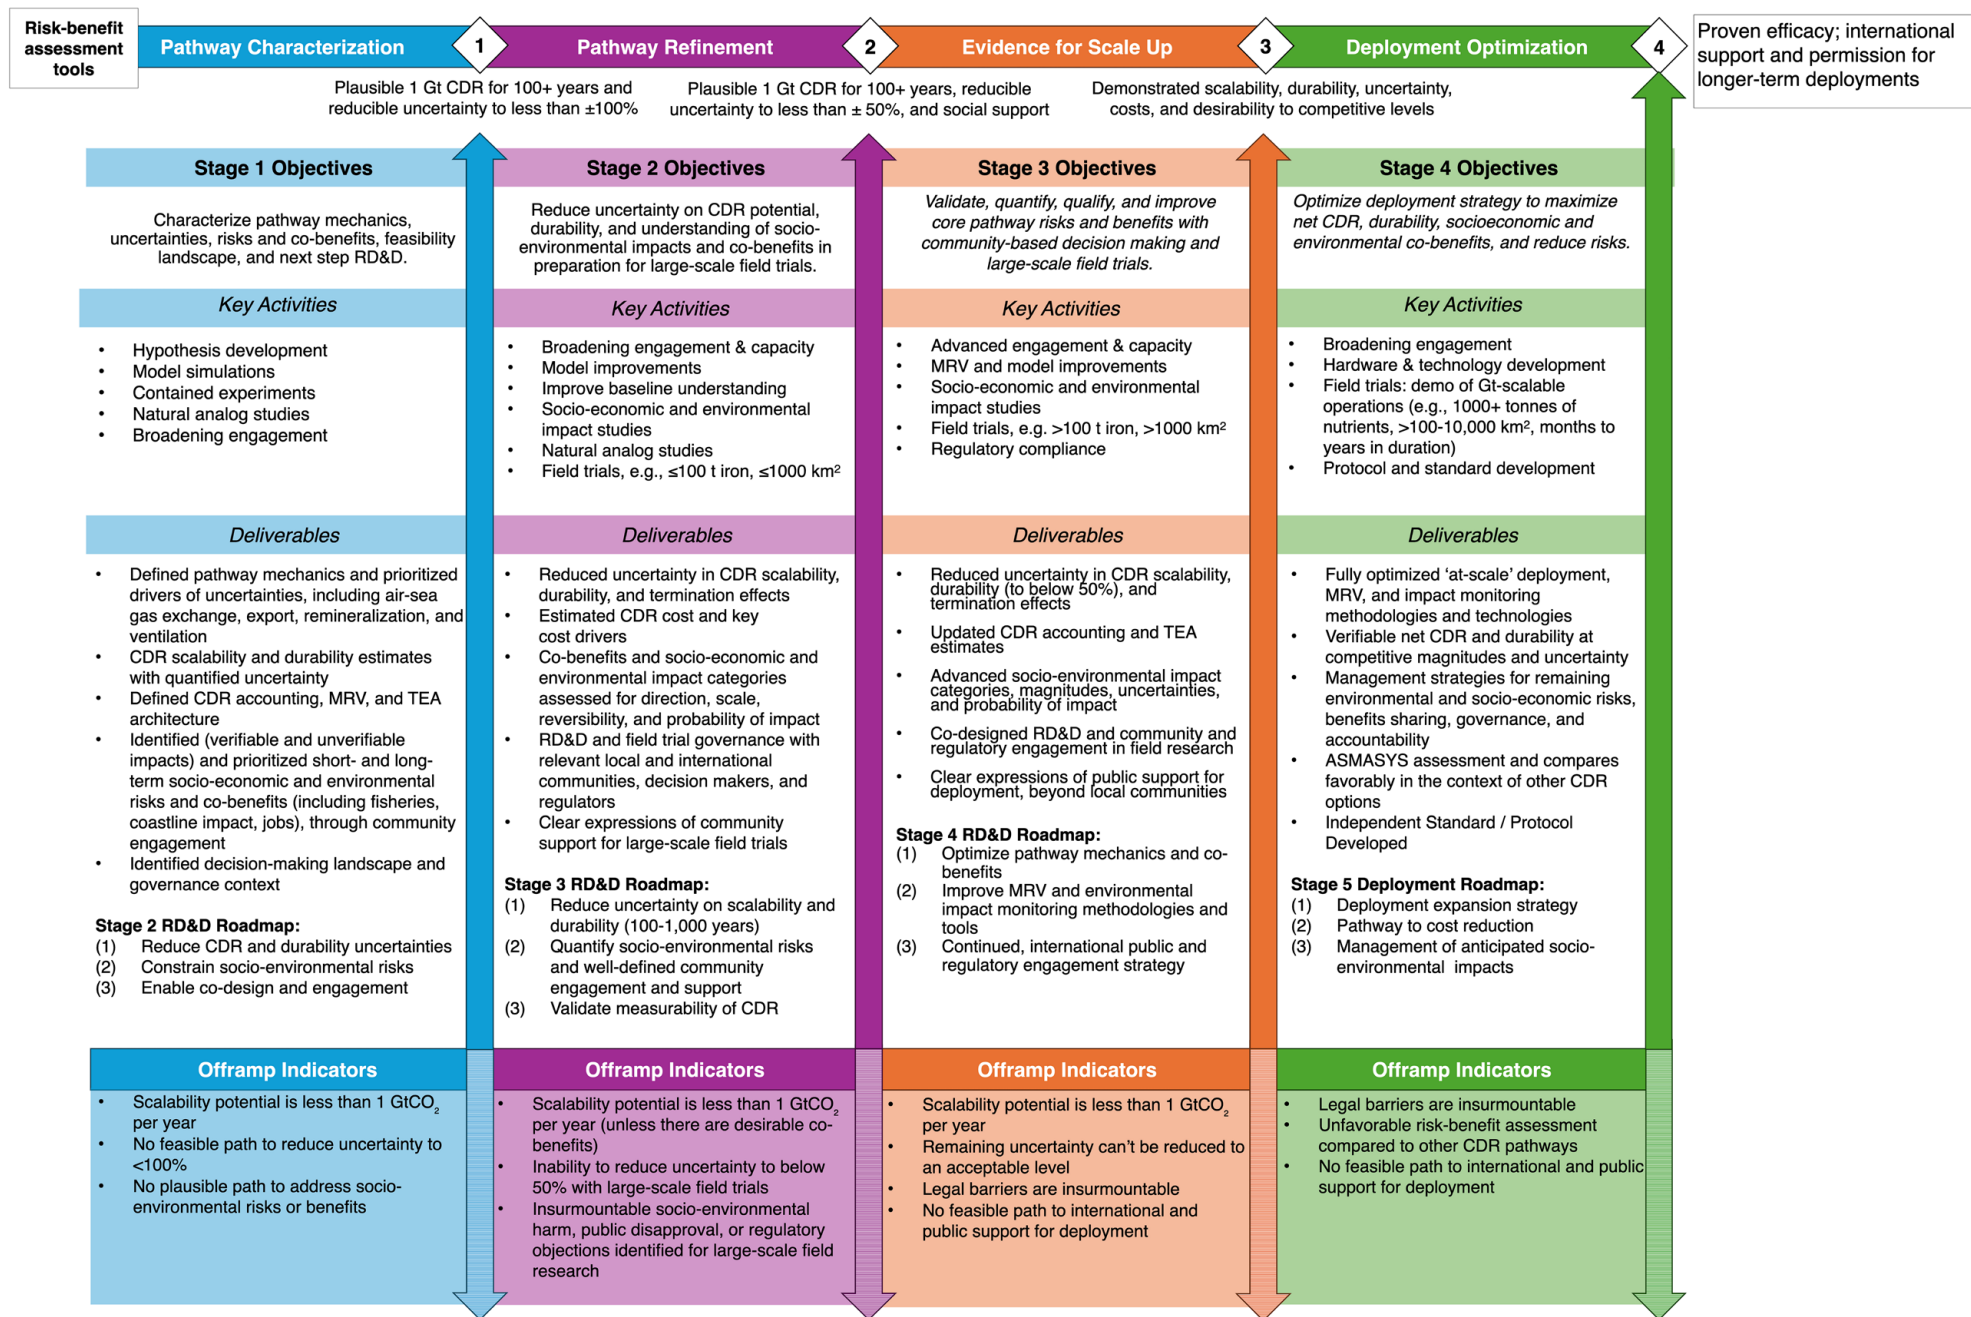 Risk-benefit
assessment
tools
Pathway Characterization
1
Pathway Refinement
2
Evidence for Scale Up
3
Deployment Optimization
4
Proven efficacy; international
support and permission for
longer-term deployments
Plausible 1 Gt CDR for 100+ years and
reducible uncertainty to less than ±100%
Plausible 1 Gt CDR for 100+ years, reducible
uncertainty to less than ± 50%, and social support
Demonstrated scalability, durability, uncertainty,
costs, and desirability to competitive levels
Stage 1 Objectives
Characterize pathway mechanics,
uncertainties, risks and co-benefits, feasibility
landscape, and next step RD&D.
Key Activities
• Hypothesis development
• Model simulations
• Contained experiments
• Natural analog studies
• Broadening engagement
Deliverables
• Defined pathway mechanics and prioritized
drivers of uncertainties, including air-sea
gas exchange, export, remineralization, and
ventilation
• CDR scalability and durability estimates
with quantified uncertainty
• Defined CDR accounting, MRV, and TEA
architecture
• Identified (verifiable and unverifiable
impacts) and prioritized short- and long-
term socio-economic and environmental
risks and co-benefits (including fisheries,
coastline impact, jobs), through community
engagement
• Identified decision-making landscape and
governance context
Stage 2 RD&D Roadmap:
(1) Reduce CDR and durability uncertainties
(2) Constrain socio-environmental risks
(3) Enable co-design and engagement
Offramp Indicators
• Scalability potential is less than 1 GtCO₂
per year
• No feasible path to reduce uncertainty to
<100%
• No plausible path to address socio-
environmental risks or benefits
Stage 2 Objectives
Reduce uncertainty on CDR potential,
durability, and understanding of socio-
environmental impacts and co-benefits in
preparation for large-scale field trials.
Key Activities
• Broadening engagement & capacity
• Model improvements
• Improve baseline understanding
• Socio-economic and environmental
impact studies
• Natural analog studies
• Field trials, e.g., ≤100 t iron, ≤1000 km²
Deliverables
• Reduced uncertainty in CDR scalability,
durability, and termination effects
• Estimated CDR cost and key
cost drivers
• Co-benefits and socio-economic and
environmental impact categories
assessed for direction, scale,
reversibility, and probability of impact
• RD&D and field trial governance with
relevant local and international
communities, decision makers, and
regulators
• Clear expressions of community
support for large-scale field trials
Stage 3 RD&D Roadmap:
(1) Reduce uncertainty on scalability and
durability (100-1,000 years)
(2) Quantify socio-environmental risks
and well-defined community
engagement and support
(3) Validate measurability of CDR
Offramp Indicators
• Scalability potential is less than 1 GtCO₂
per year (unless there are desirable co-
benefits)
• Inability to reduce uncertainty to below
50% with large-scale field trials
• Insurmountable socio-environmental
harm, public disapproval, or regulatory
objections identified for large-scale field
research
Stage 3 Objectives
Validate, quantify, qualify, and improve
core pathway risks and benefits with
community-based decision making and
large-scale field trials.
Key Activities
• Advanced engagement & capacity
• MRV and model improvements
• Socio-economic and environmental
impact studies
• Field trials, e.g. >100 t iron, >1000 km²
• Regulatory compliance
Deliverables
• Reduced uncertainty in CDR scalability,
durability (to below 50%), and
termination effects
• Updated CDR accounting and TEA
estimates
• Advanced socio-environmental impact
categories, magnitudes, uncertainties,
and probability of impact
• Co-designed RD&D and community and
regulatory engagement in field research
• Clear expressions of public support for
deployment, beyond local communities
Stage 4 RD&D Roadmap:
(1) Optimize pathway mechanics and co-
benefits
(2) Improve MRV and environmental
impact monitoring methodologies and
tools
(3) Continued, international public and
regulatory engagement strategy
Offramp Indicators
• Scalability potential is less than 1 GtCO₂
per year
• Remaining uncertainty can't be reduced to
an acceptable level
• Legal barriers are insurmountable
• No feasible path to international and
public support for deployment
Stage 4 Objectives
Optimize deployment strategy to maximize
net CDR, durability, socioeconomic and
environmental co-benefits, and reduce risks.
Key Activities
• Broadening engagement
• Hardware & technology development
• Field trials: demo of Gt-scalable
operations (e.g., 1000+ tonnes of
nutrients, >100-10,000 km², months to
years in duration)
• Protocol and standard development
Deliverables
• Fully optimized ‘at-scale’ deployment,
MRV, and impact monitoring
methodologies and technologies
• Verifiable net CDR and durability at
competitive magnitudes and uncertainty
• Management strategies for remaining
environmental and socio-economic risks,
benefits sharing, governance, and
accountability
• ASMASYS assessment and compares
favorably in the context of other CDR
options
• Independent Standard / Protocol
Developed
Stage 5 Deployment Roadmap:
(1) Deployment expansion strategy
(2) Pathway to cost reduction
(3) Management of anticipated socio-
environmental impacts
Offramp Indicators
• Legal barriers are insurmountable
• Unfavorable risk-benefit assessment
compared to other CDR pathways
• No feasible path to international and public
support for deployment